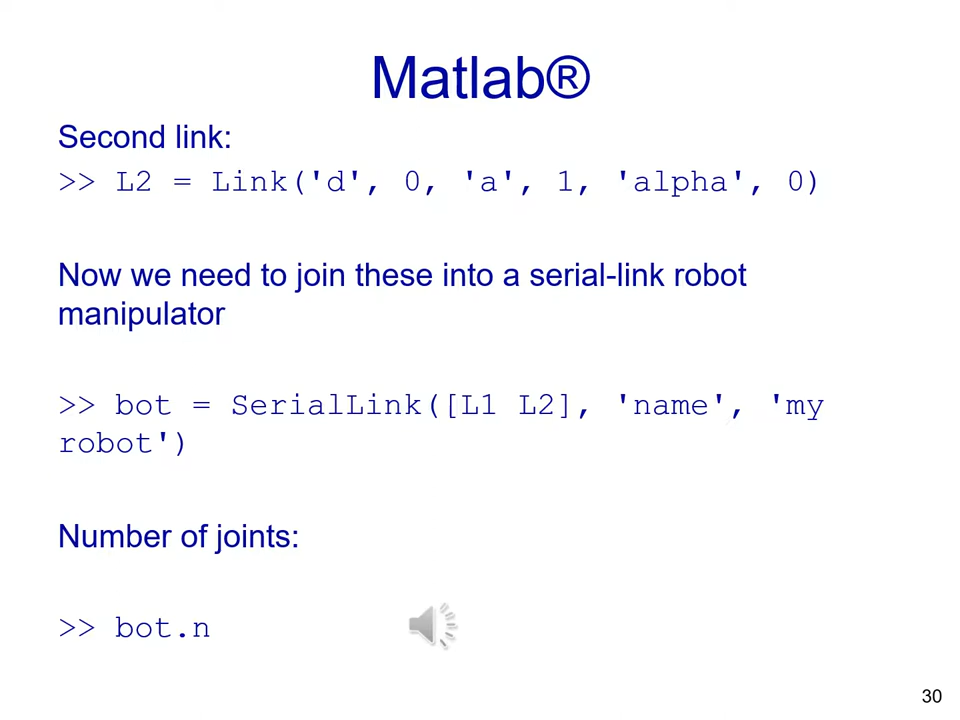 Matlab®
Second link:
>> L2 = Link('d', 0, 'a', 1, 'alpha', 0)
Now we need to join these into a serial-link robot
manipulator
>> bot = SerialLink([L1 L2], 'name', 'my
robot')
Number of joints:
>> bot.n
30